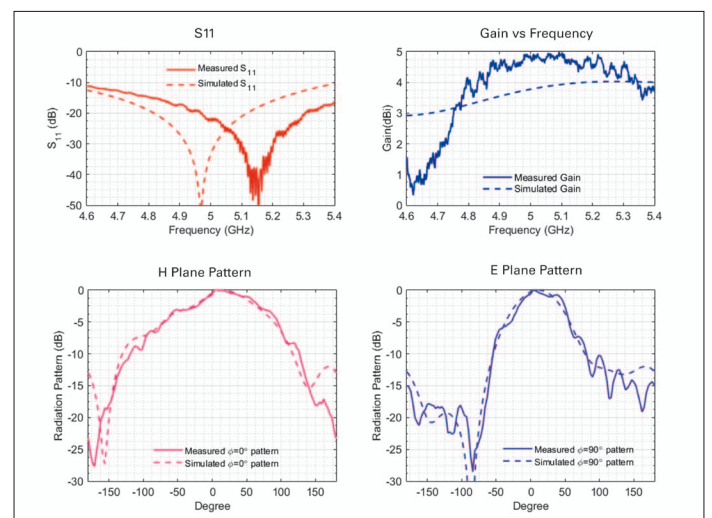 S11
0
-10
-20
-30
-40
-50
S11 (dB)
Measured S11
Simulated S11
4.6 4.7 4.8 4.9 5 5.1 5.2 5.3 5.4
Frequency (GHz)
Gain vs Frequency
5
4
3
2
1
0
Gain(dBi)
Measured Gain
Simulated Gain
4.6 4.7 4.8 4.9 5 5.1 5.2 5.3 5.4
Frequency (GHz)
H Plane Pattern
0
-5
-10
-15
-20
-25
-30
Radiation Pattern (dB)
Measured ϕ=0° pattern
Simulated ϕ=0° pattern
-150 -100 -50 0 50 100 150
Degree
E Plane Pattern
0
-5
-10
-15
-20
-25
-30
Radiation Pattern (dB)
Measured ϕ=90° pattern
Simulated ϕ=90° pattern
-150 -100 -50 0 50 100 150
Degree